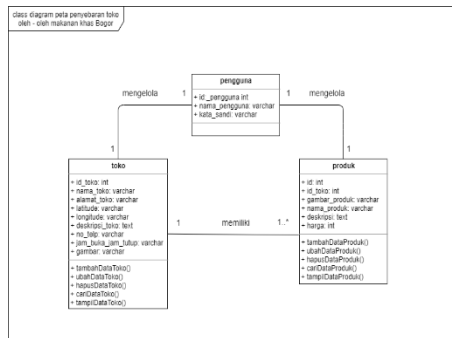 class diagram peta penyebaran toko
oleh - oleh makanan khas Bogor
pengguna
+ id_pengguna int
+ nama_pengguna: varchar
+ kata_sandi: varchar
mengelola
1
1
mengelola
1
1
toko
+ id_toko: int
+ nama_toko: varchar
+ alamat_toko: varchar
+ latitude: varchar
+ longitude: varchar
+ deskripsi_toko: text
+ no_telp: varchar
+ jam_buka_jam_tutup: varchar
+ gambar: varchar
+ tambahDataToko()
+ ubahDataToko()
+ hapusDataToko()
+ cariDataToko()
+ tampilDataToko()
1
memiliki
1..*
produk
+ id: int
+ id_toko: int
+ gambar_produk: varchar
+ nama_produk: varchar
+ deskripsi: text
+ harga: int
+ tambahDataProduk()
+ ubahDataProduk()
+ hapusDataProduk()
+ cariDataProduk()
+ tampilDataProduk()